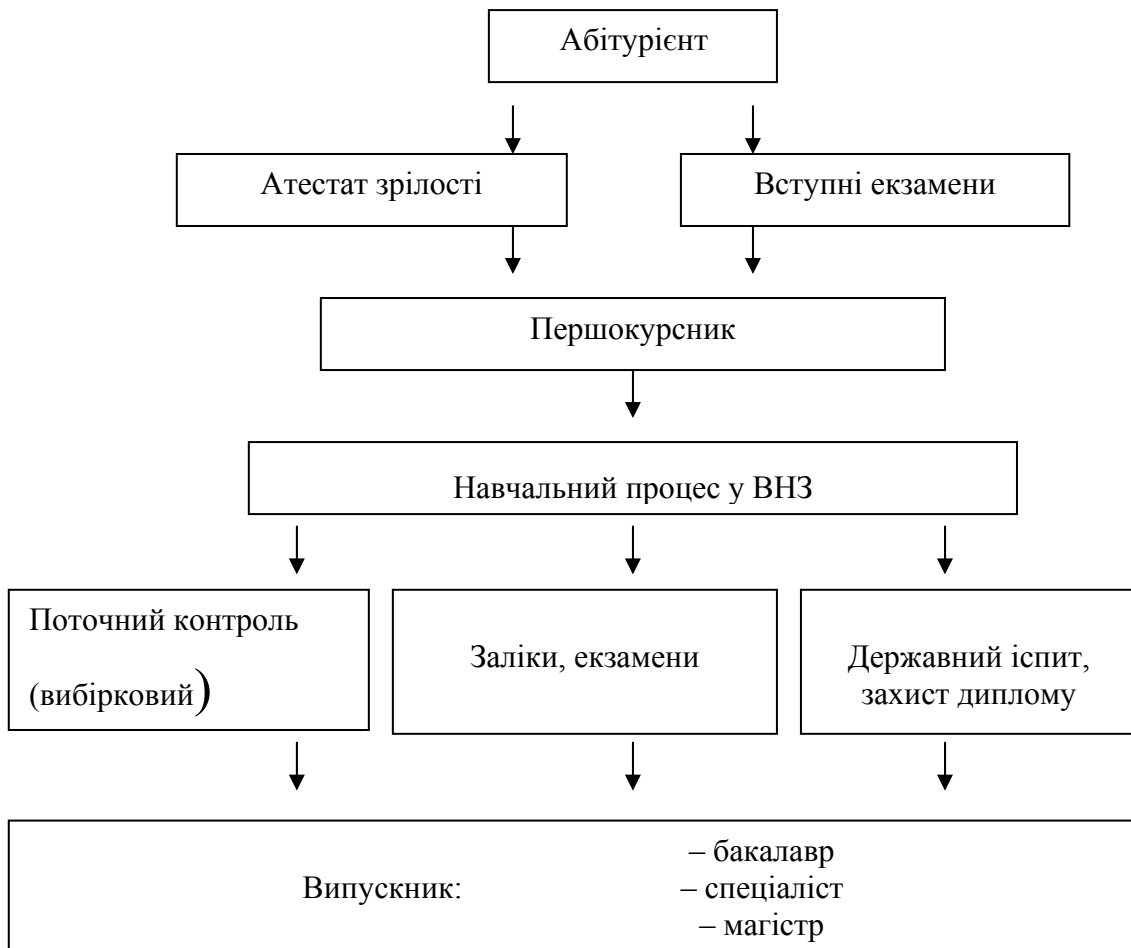 Абітурієнт
Атестат зрілості
Вступні екзамени
Першокурсник
Навчальний процес у ВНЗ
Поточний контроль
(вибірковий)
Заліки, екзамени
Державний іспит,
захист диплому
Випускник:
– бакалавр
– спеціаліст
– магістр